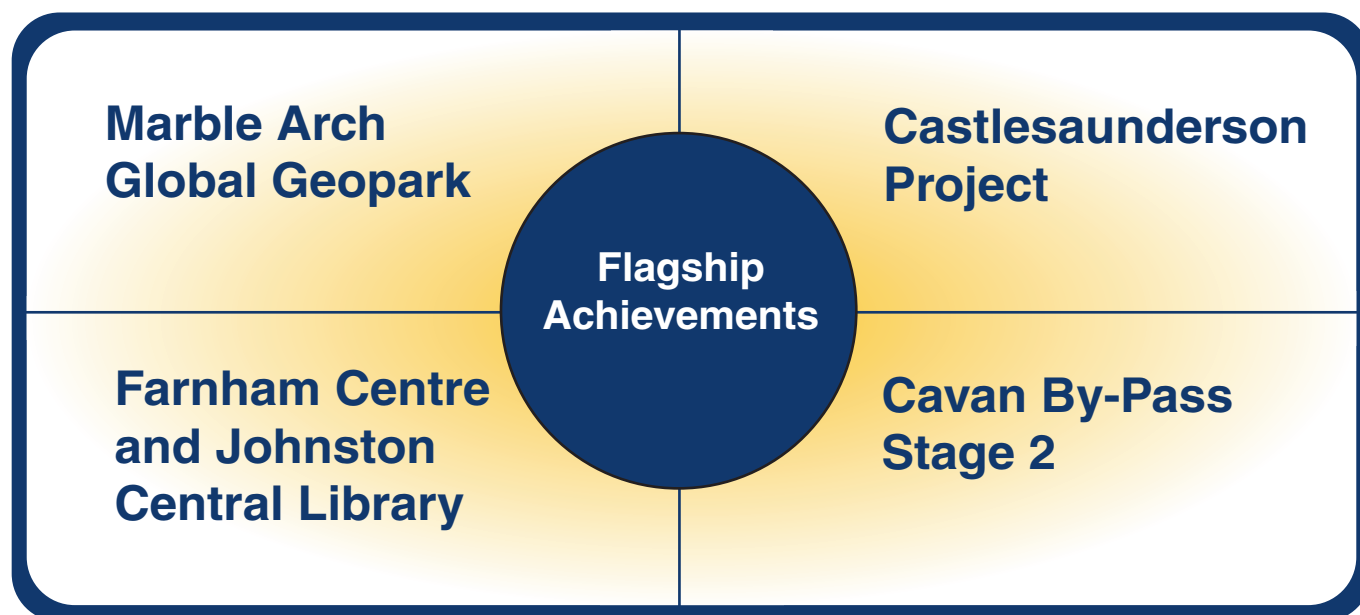 Marble Arch
Global Geopark
Castlesaunderson
Project
Flagship
Achievements
Farnham Centre
and Johnston
Central Library
Cavan By-Pass
Stage 2